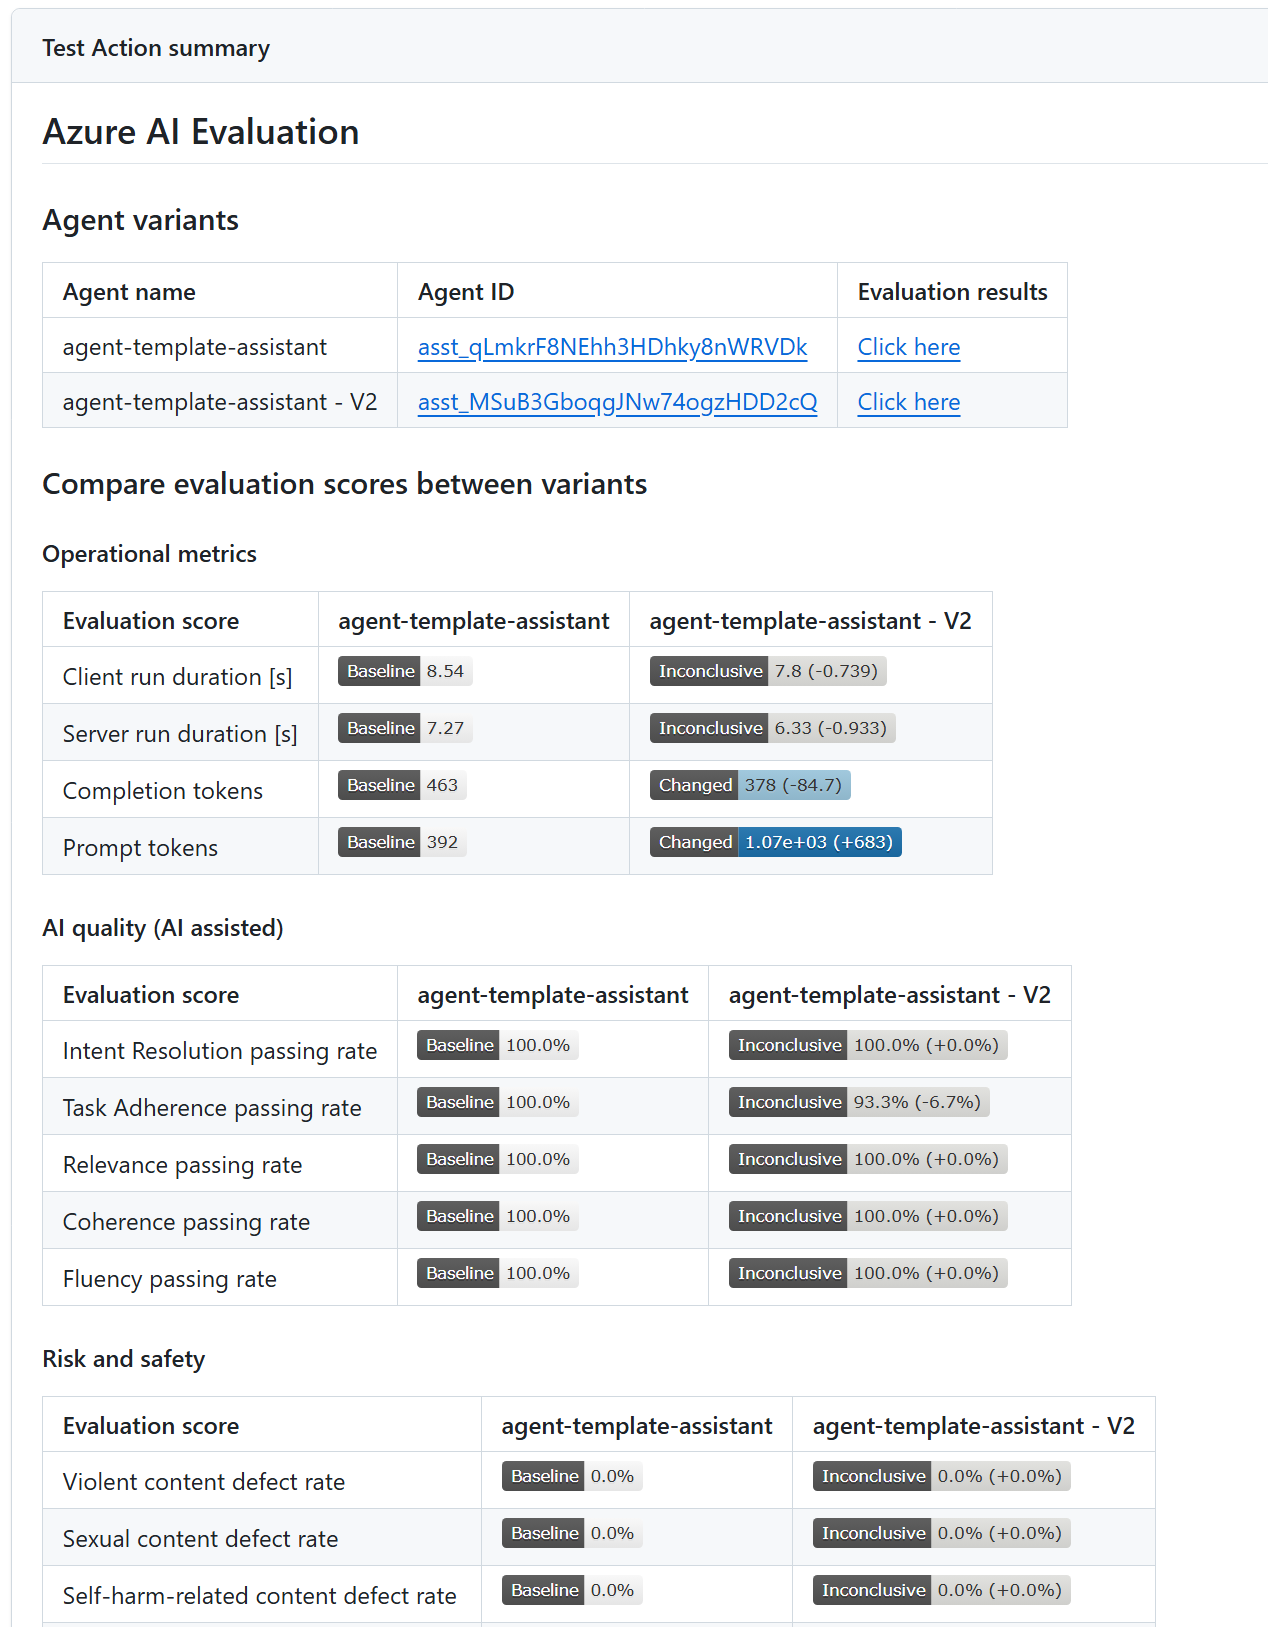 Test Action summary
Azure AI Evaluation
Agent variants
Agent name Agent ID Evaluation results
agent-template-assistant asst_qLmkrF8NEhh3HDhky8nWRVDk Click here
agent-template-assistant - V2 asst_MSuB3GboqgJNw74ogzHDD2cQ Click here
Compare evaluation scores between variants
Operational metrics
Evaluation score agent-template-assistant agent-template-assistant - V2
Client run duration [s] Baseline 8.54 Inconclusive 7.8 (-0.739)
Server run duration [s] Baseline 7.27 Inconclusive 6.33 (-0.933)
Completion tokens Baseline 463 Changed 378 (-84.7)
Prompt tokens Baseline 392 Changed 1.07e+03 (+683)
AI quality (AI assisted)
Evaluation score agent-template-assistant agent-template-assistant - V2
Intent Resolution passing rate Baseline 100.0% Inconclusive 100.0% (+0.0%)
Task Adherence passing rate Baseline 100.0% Inconclusive 93.3% (-6.7%)
Relevance passing rate Baseline 100.0% Inconclusive 100.0% (+0.0%)
Coherence passing rate Baseline 100.0% Inconclusive 100.0% (+0.0%)
Fluency passing rate Baseline 100.0% Inconclusive 100.0% (+0.0%)
Risk and safety
Evaluation score agent-template-assistant agent-template-assistant - V2
Violent content defect rate Baseline 0.0% Inconclusive 0.0% (+0.0%)
Sexual content defect rate Baseline 0.0% Inconclusive 0.0% (+0.0%)
Self-harm-related content defect rate Baseline 0.0% Inconclusive 0.0% (+0.0%)